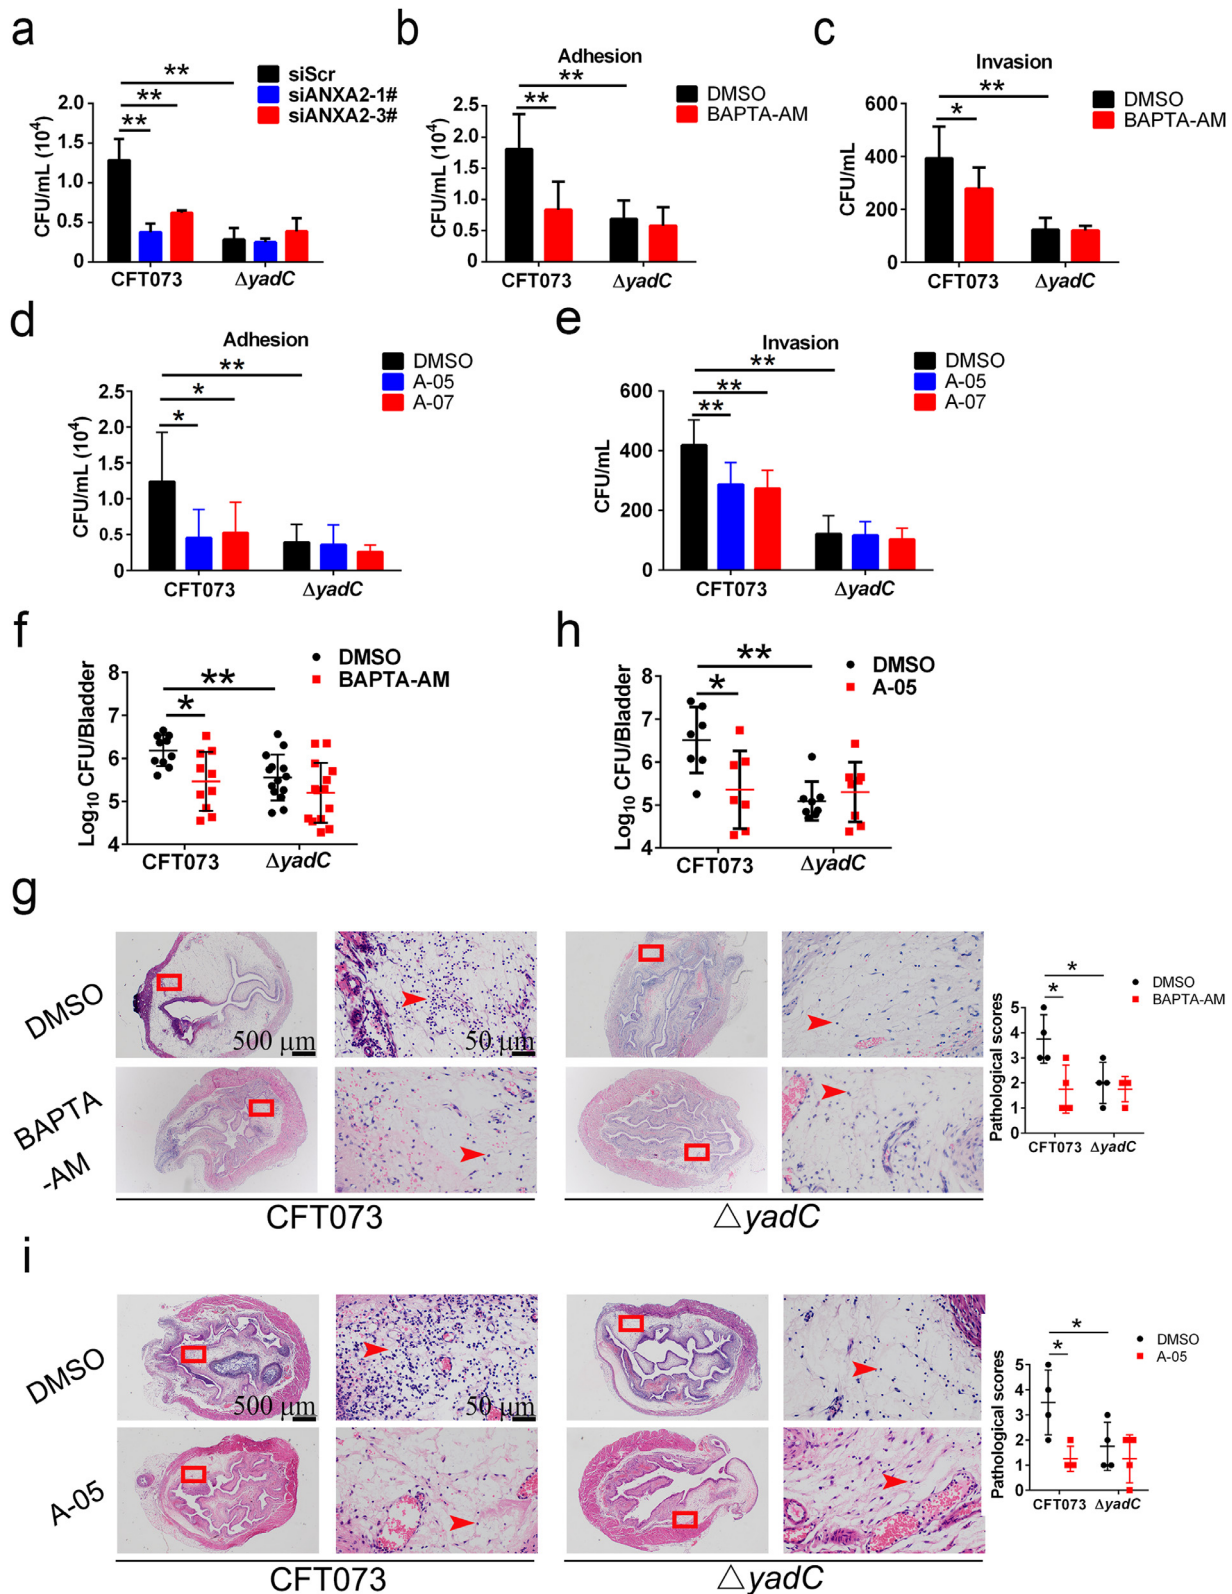 a
siScr
siANXA2-1#
siANXA2-3#
**
**
**
CFU/mL (10⁴)
2.0
1.5
1.0
0.5
0
CFT073
ΔyadC
b
Adhesion
DMSO
BAPTA-AM
**
**
CFU/mL (10⁴)
2.5
2.0
1.5
1.0
0.5
0
CFT073
ΔyadC
c
Invasion
DMSO
BAPTA-AM
**
*
CFU/mL
600
400
200
0
CFT073
ΔyadC
d
Adhesion
DMSO
A-05
A-07
**
*
*
CFU/mL (10⁴)
2.5
2.0
1.5
1.0
0.5
0
CFT073
ΔyadC
e
Invasion
DMSO
A-05
A-07
**
**
**
CFU/mL
600
400
200
0
CFT073
ΔyadC
f
DMSO
BAPTA-AM
**
*
Log₁₀ CFU/Bladder
8
7
6
5
4
CFT073
ΔyadC
h
DMSO
A-05
**
*
Log₁₀ CFU/Bladder
8
7
6
5
4
CFT073
ΔyadC
g
DMSO
500 μm
50 μm
BAPTA
-AM
CFT073
△yadC
DMSO
BAPTA-AM
*
*
Pathological scores
5
4
3
2
1
0
CFT073
ΔyadC
i
DMSO
500 μm
50 μm
A-05
CFT073
△yadC
DMSO
A-05
*
*
Pathological scores
5
4
3
2
1
0
CFT073
ΔyadC